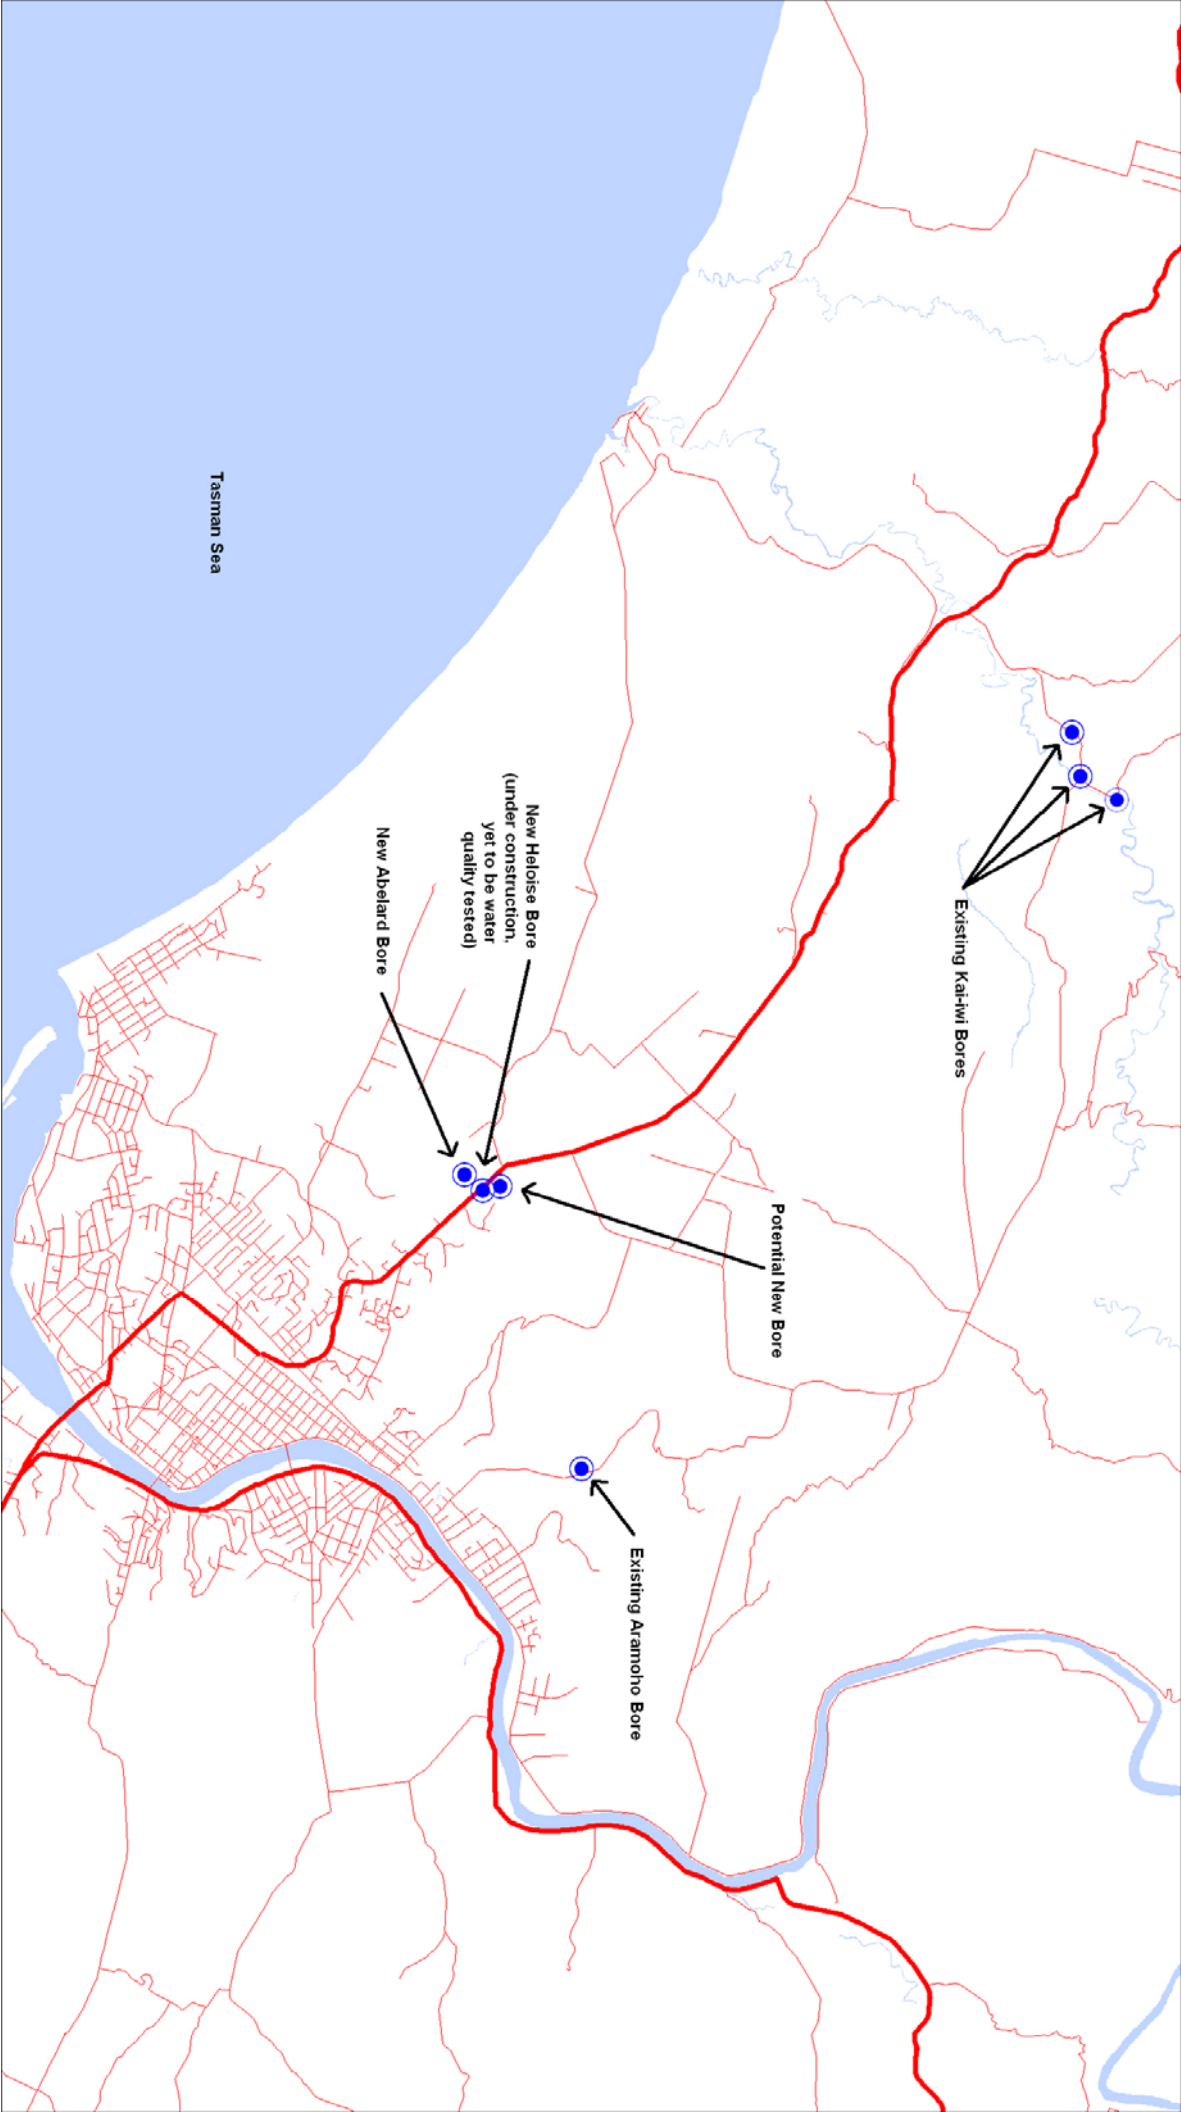 Existing Kai-iwi Bores
Potential New Bore
Existing Aramoho Bore
New Heloise Bore
(under construction,
yet to be water
quality tested)
New Abelard Bore
Tasman Sea